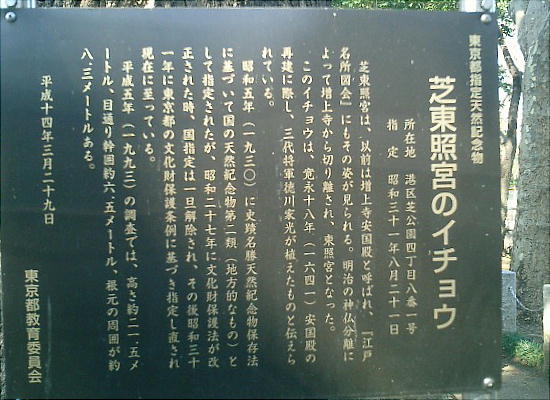 東京都指定天然記念物
芝東照宮のイチョウ
所在地 港区芝公園四丁目八番一号
指定 昭和三十一年八月二十一日
芝東照宮は、以前は増上寺安国殿と呼ばれ、『江戸
名所図会』にもその姿が見られる。明治の神仏分離に
よって増上寺から切り離され、東照宮となった。
このイチョウは、寛永十八年(一六四一)安国殿の
再建に際し、三代将軍徳川家光が植えたものと伝えら
れている。
昭和五年(一九三〇)に史蹟名勝天然記念物保存法
に基づいて国の天然記念物第二類(地方的なもの)と
して指定されたが、昭和二十七年に文化財保護法が改
正された時、国指定は一旦解除され、その後昭和三十
一年に東京都の文化財保護条例に基づき指定し直され
現在に至っている。
平成五年(一九九三)の調査では、高さ約二一.五メ
ートル、目通り幹囲約六.五メートル、根元の周囲が約
八.三メートルある。
平成十四年三月二十九日
東京都教育委員会